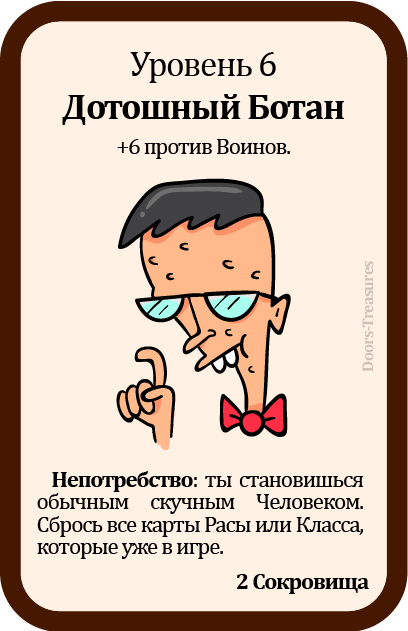 Уровень 6
Дотошный Ботан
+6 против Воинов.
Doors-Treasures
Непотребство: ты становишься
обычным скучным Человеком.
Сбрось все карты Расы или Класса,
которые уже в игре.
2 Сокровища